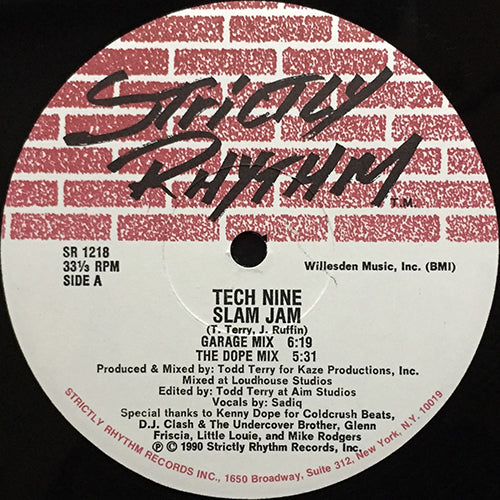 STRICTLY
RHYTHM
T.M.
SR 1218
33⅓ RPM
SIDE A
Willesden Music, Inc. (BMI)
TECH NINE
SLAM JAM
(T. Terry, J. Ruffin)
GARAGE MIX 6:19
THE DOPE MIX 5:31
Produced & Mixed by: Todd Terry for Kaze Productions, Inc.
Mixed at Loudhouse Studios
Edited by: Todd Terry at Aim Studios
Vocals by: Sadiq
Special thanks to Kenny Dope for Coldcrush Beats,
D.J. Clash & The Undercover Brother, Glenn
Friscia, Little Louie, and Mike Rodgers
℗ © 1990 Strictly Rhythm Records, Inc.
STRICTLY RHYTHM RECORDS INC., 1650 Broadway, Suite 312, New York, N.Y. 10019